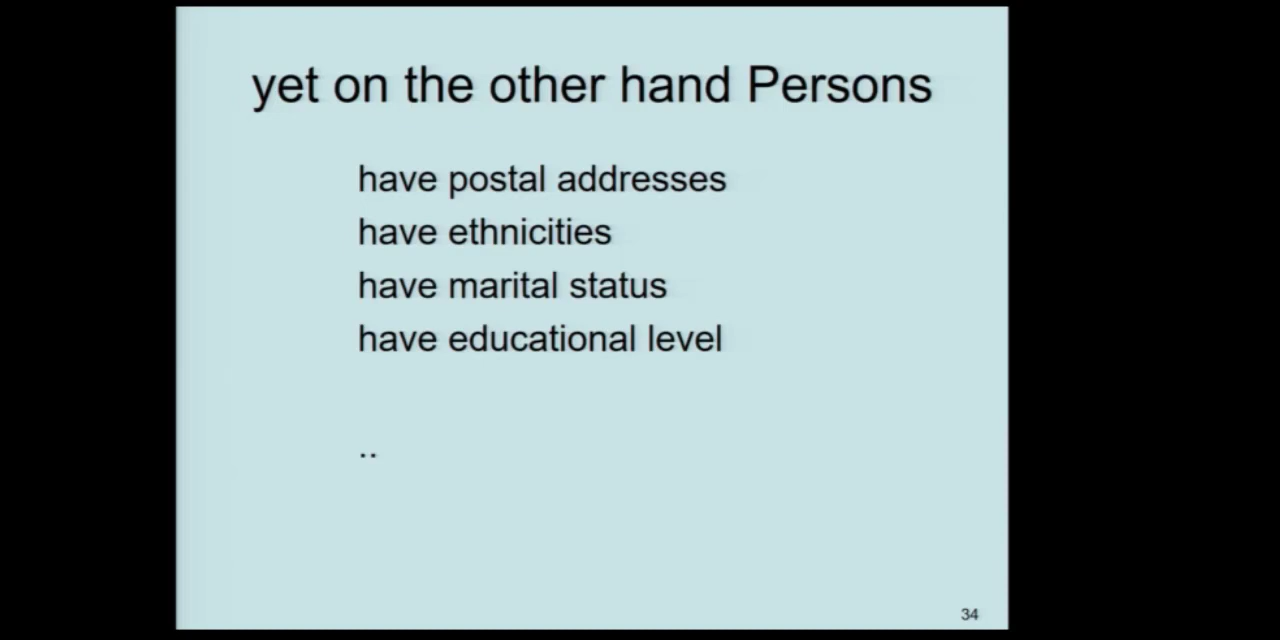 yet on the other hand Persons
have postal addresses
have ethnicities
have marital status
have educational level
..
34